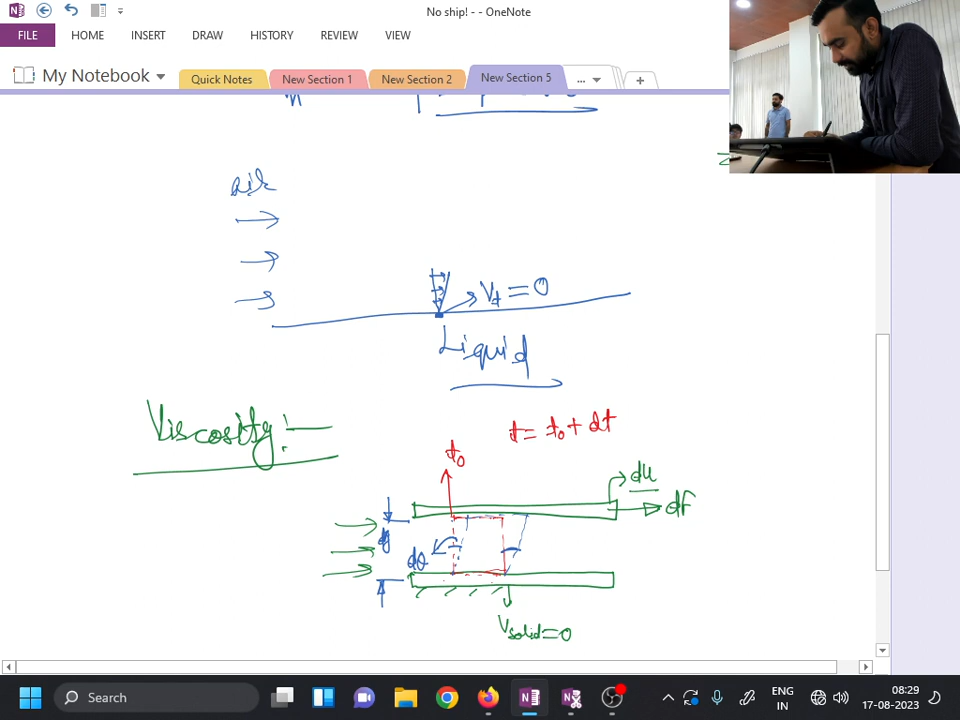 No ship! - - OneNote
FILE HOME INSERT DRAW HISTORY REVIEW VIEW
My Notebook Quick Notes New Section 1 New Section 2 New Section 5 ... +
air
V_t = 0
Liquid
Viscosity :-
t = t₀ + dt
t₀
du
dF
dθ
V_solid = 0
Search
ENG
IN
08:29
17-08-2023